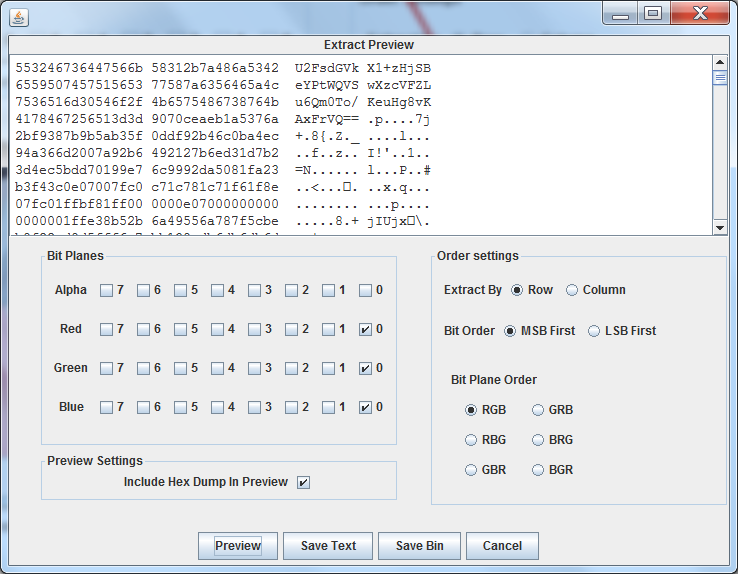 Extract Preview
553246736447566b 58312b7a486a5342 U2FsdGVk X1+zHjSB
6559507457515653 77587a6356465a4c eYPtWQVS wXzcVFZL
7536516d30546f2f 4b6575486738764b u6Qm0To/ KeuHg8vK
4178467256513d3d 9070ceaeb1a5376a AxFrVQ== .p....7j
2bf9387b9b5ab35f 0ddf92b46c0ba4ec +.8{.Z._ ....l...
94a366d2007a92b6 492127b6ed31d7b2 ..f..z.. I!'..1..
3d4ec5bdd70199e7 6c9992da5081fa23 =N...... l...P..#
b3f43c0e07007fc0 c71c781c71f61f8e ..<...□. ..x.q...
07fc01ffbf81ff00 0000e07000000000 ........ ...p....
0000001ffe38b52b 6a49556a787f5cbe .....8.+ jIUjx□\.
Bit Planes
Alpha 7 6 5 4 3 2 1 0
Red 7 6 5 4 3 2 1 0
Green 7 6 5 4 3 2 1 0
Blue 7 6 5 4 3 2 1 0
Preview Settings
Include Hex Dump In Preview
Order settings
Extract By Row Column
Bit Order MSB First LSB First
Bit Plane Order
RGB GRB
RBG BRG
GBR BGR
Preview Save Text Save Bin Cancel